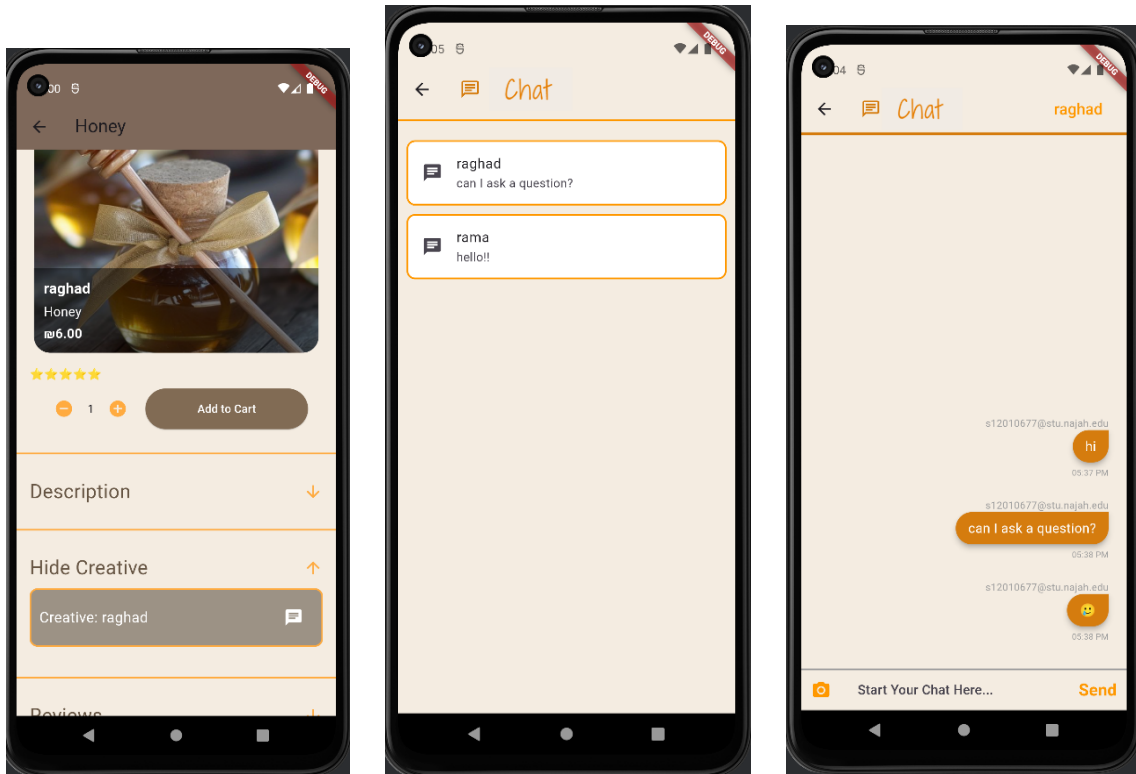 00
DEBUG
Honey
raghad
Honey
₪6.00
1
Add to Cart
Description
Hide Creative
Creative: raghad
Reviews
05
DEBUG
Chat
raghad
can I ask a question?
rama
hello!!
04
DEBUG
Chat
raghad
s12010677@stu.najah.edu
hi
05:37 PM
s12010677@stu.najah.edu
can I ask a question?
05:38 PM
s12010677@stu.najah.edu
🥲
05:38 PM
Start Your Chat Here...
Send